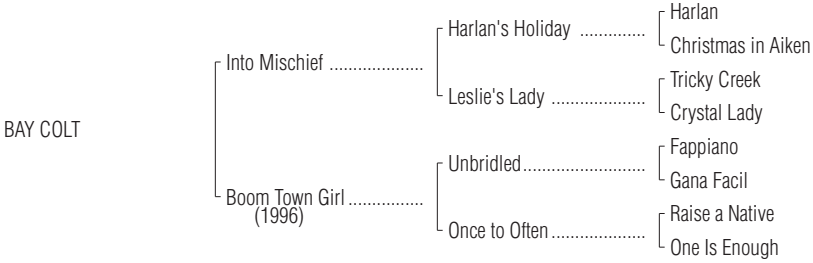 Harlan
Harlan's Holiday ..............
Christmas in Aiken
Into Mischief ....................
Tricky Creek
Leslie's Lady ....................
Crystal Lady
BAY COLT
Fappiano
Unbridled..........................
Gana Facil
Boom Town Girl ................
(1996)
Raise a Native
Once to Often ....................
One Is Enough